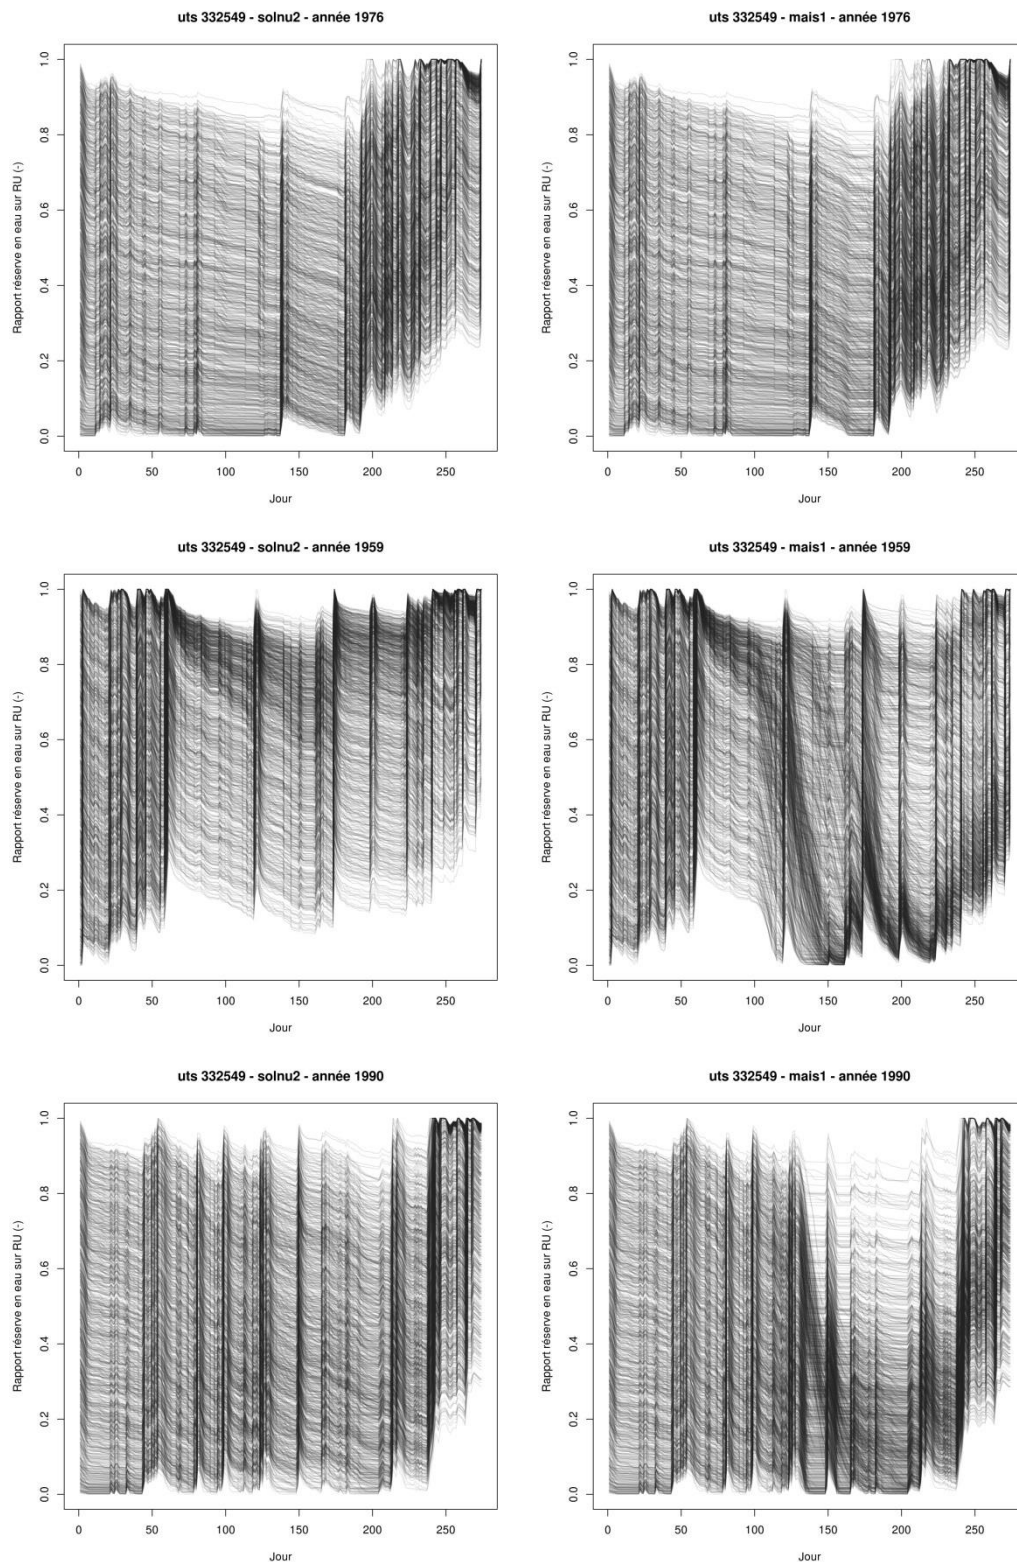 uts 332549 - solnu2 - année 1976
uts 332549 - mais1 - année 1976
Rapport réserve en eau sur RU (-)
1.0
0.8
0.6
0.4
0.2
0.0
0 50 100 150 200 250
Jour
Rapport réserve en eau sur RU (-)
1.0
0.8
0.6
0.4
0.2
0.0
0 50 100 150 200 250
Jour
uts 332549 - solnu2 - année 1959
uts 332549 - mais1 - année 1959
Rapport réserve en eau sur RU (-)
1.0
0.8
0.6
0.4
0.2
0.0
0 50 100 150 200 250
Jour
Rapport réserve en eau sur RU (-)
1.0
0.8
0.6
0.4
0.2
0.0
0 50 100 150 200 250
Jour
uts 332549 - solnu2 - année 1990
uts 332549 - mais1 - année 1990
Rapport réserve en eau sur RU (-)
1.0
0.8
0.6
0.4
0.2
0.0
0 50 100 150 200 250
Jour
Rapport réserve en eau sur RU (-)
1.0
0.8
0.6
0.4
0.2
0.0
0 50 100 150 200 250
Jour